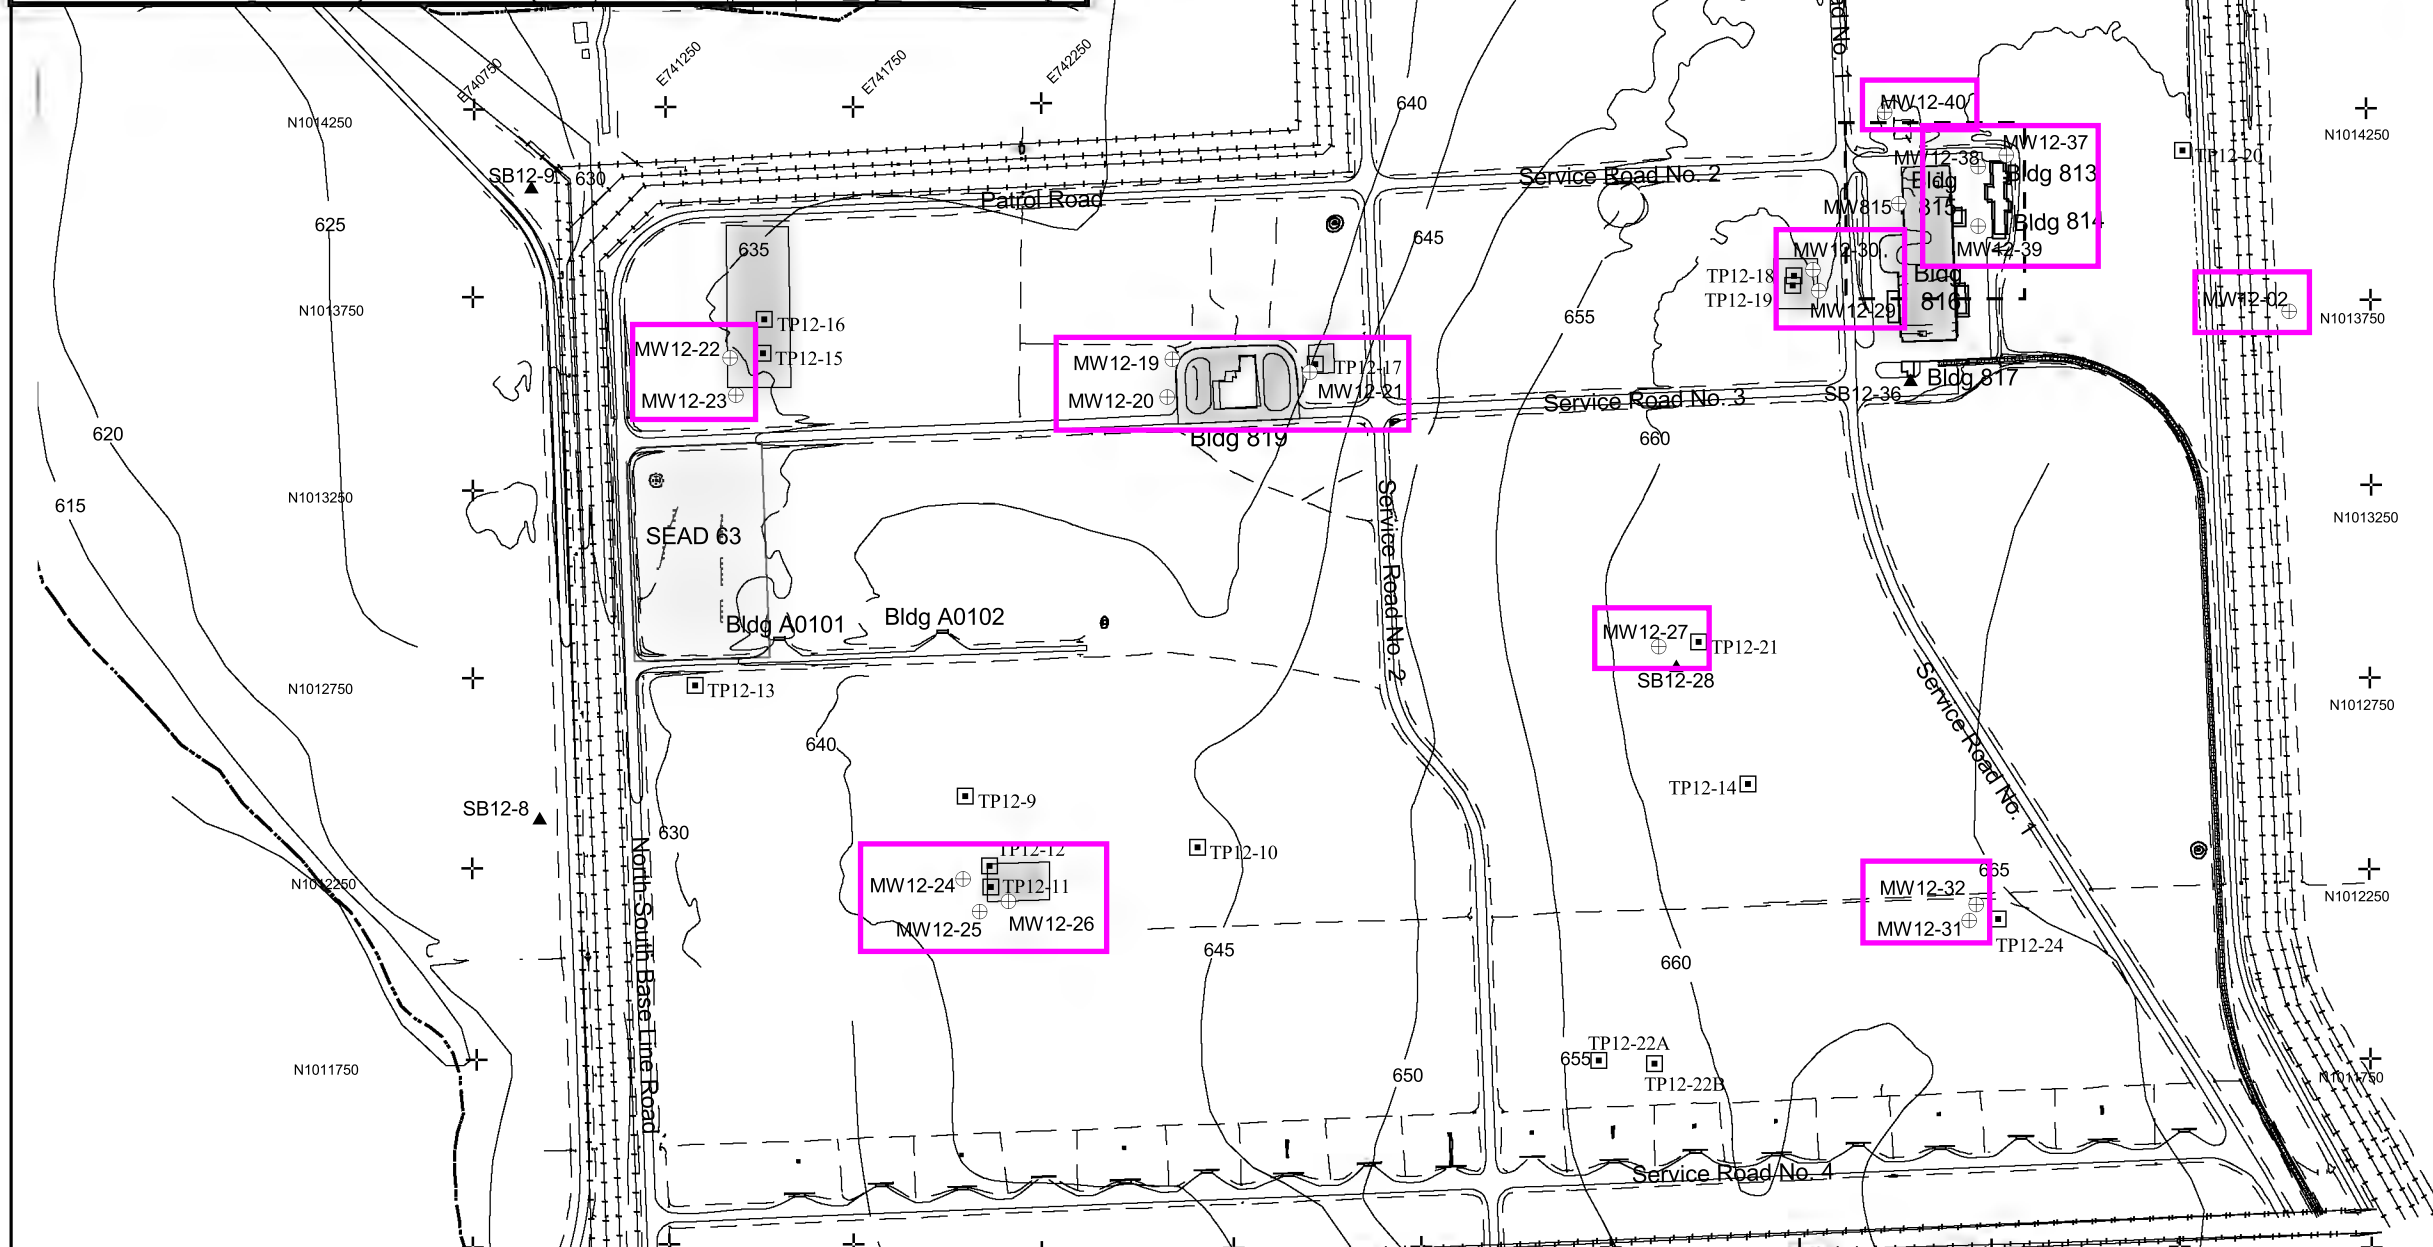 E740750
E741250
E741750
E742250
N1014250
640
MW12-40
N1014250
MW12-37
MW12-38
TP12-20
SB12-9
630
Patrol Road
Service Road No. 2
Bldg 813
Bldg
815
MW815
Bldg 814
625
635
645
MW12-30
MW12-39
TP12-18
TP12-19
Bldg
816
MW12-29
MW12-02
N1013750
N1013750
655
TP12-16
MW12-22
TP12-15
MW12-19
TP12-17
MW12-23
MW12-20
MW12-21
Bldg 817
SB12-36
Service Road No. 3
620
Bldg 819
660
N1013250
615
N1013250
SEAD 63
Service Road No. 2
Bldg A0101
Bldg A0102
MW12-27
TP12-21
SB12-28
N1012750
TP12-13
N1012750
640
Service Road No. 1
TP12-14
TP12-9
SB12-8
630
TP12-12
TP12-10
MW12-24
TP12-11
665
MW12-32
N1012250
N1012250
MW12-25
MW12-26
MW12-31
TP12-24
645
660
North-South Base Line Road
TP12-22A
655
TP12-22B
N1011750
650
N1011750
Service Road No. 4